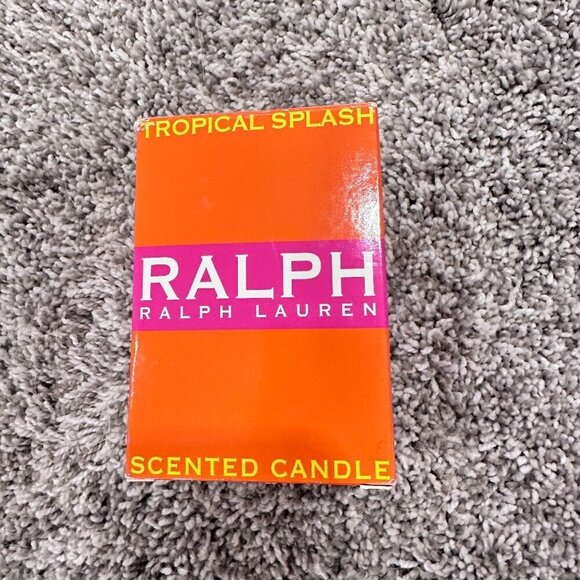 TROPICAL SPLASH
RALPH
RALPH LAUREN
SCENTED CANDLE